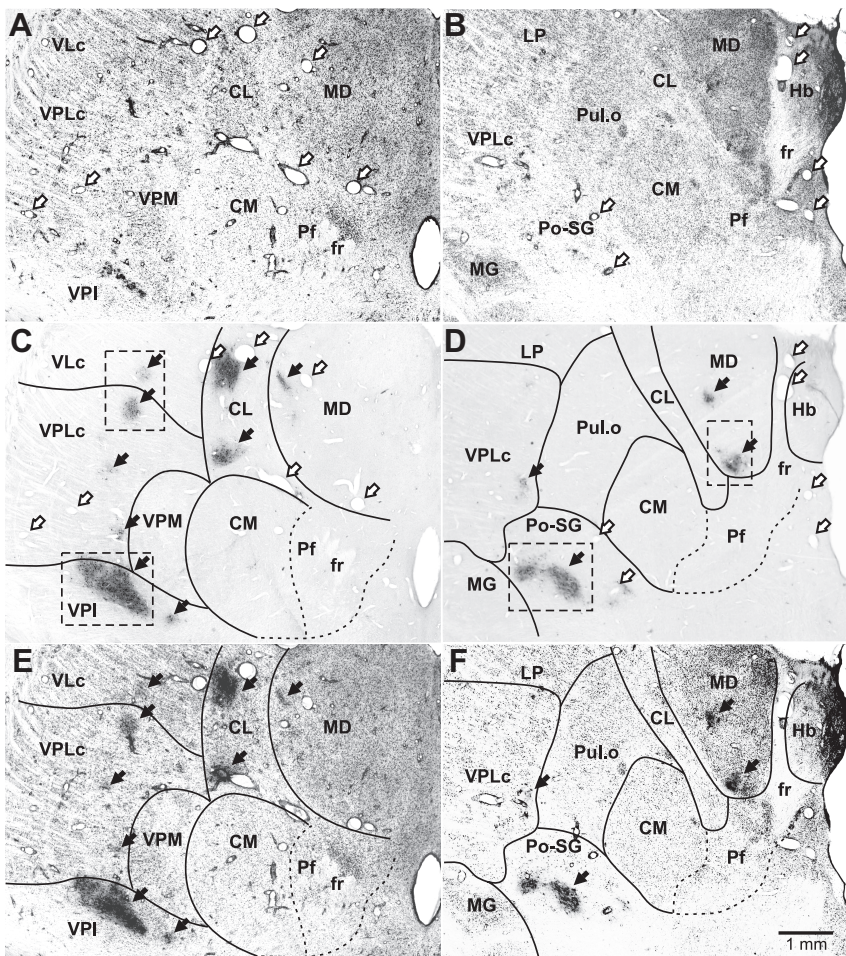 A
VLc
CL
MD
VPLc
VPM
CM
Pf
fr
VPI
B
LP
MD
CL
Hb
Pul.o
VPLc
fr
CM
Po-SG
Pf
MG
C
VLc
CL
MD
VPLc
VPM
CM
Pf
fr
VPI
D
LP
MD
CL
Hb
Pul.o
VPLc
fr
CM
Po-SG
Pf
MG
E
VLc
CL
MD
VPLc
VPM
CM
Pf
fr
VPI
F
LP
MD
CL
Hb
Pul.o
VPLc
fr
CM
Po-SG
Pf
MG
1 mm